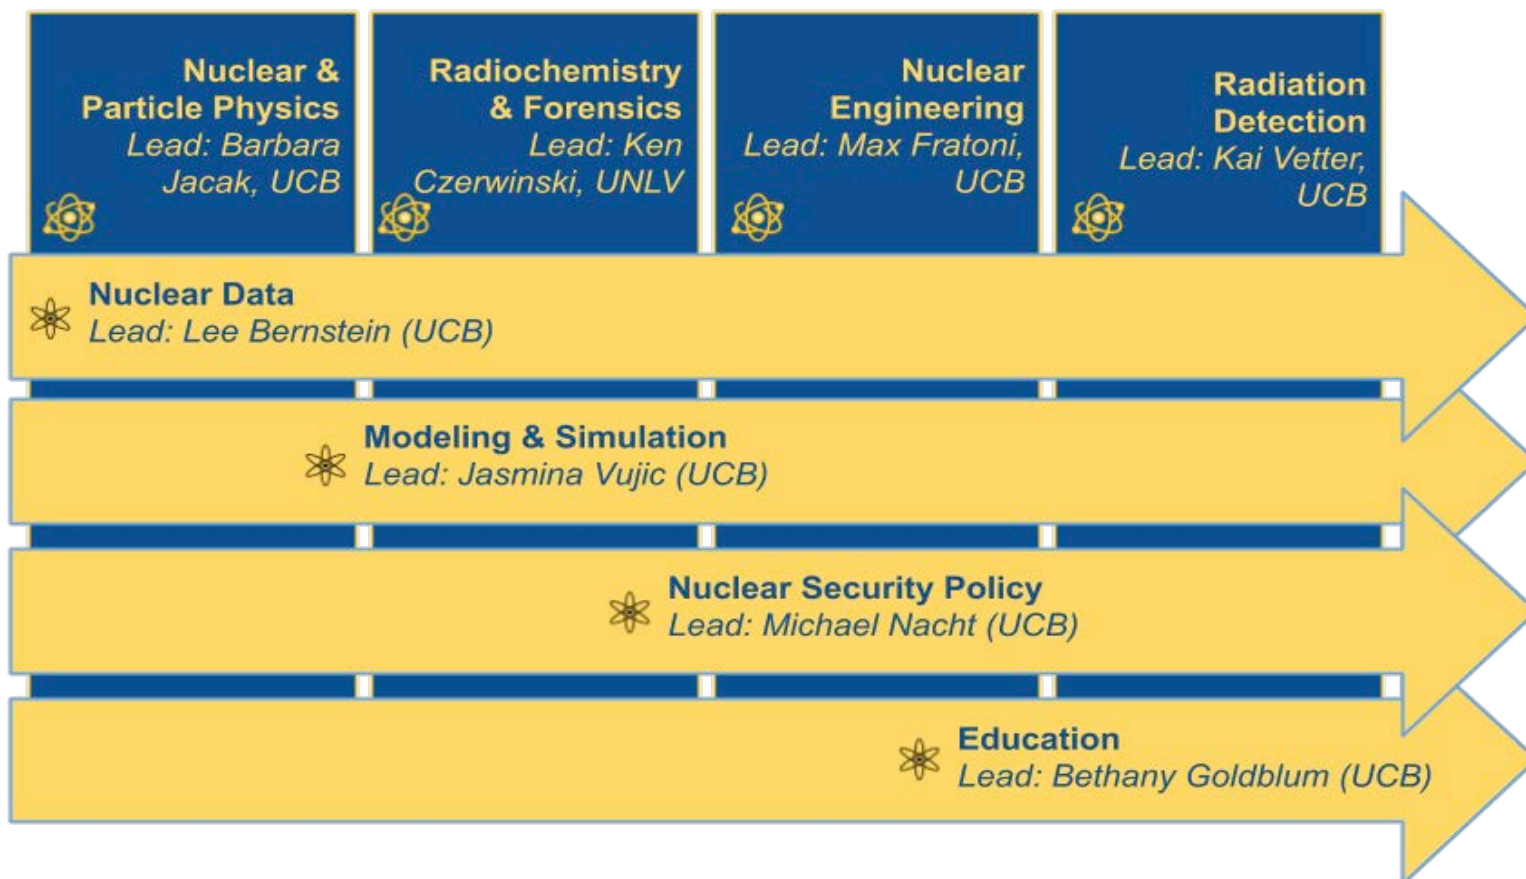 Nuclear &
Particle Physics
Lead: Barbara
Jacak, UCB
Radiochemistry
& Forensics
Lead: Ken
Czerwinski, UNLV
Nuclear
Engineering
Lead: Max Fratoni,
UCB
Radiation
Detection
Lead: Kai Vetter,
UCB
Nuclear Data
Lead: Lee Bernstein (UCB)
Modeling & Simulation
Lead: Jasmina Vujic (UCB)
Nuclear Security Policy
Lead: Michael Nacht (UCB)
Education
Lead: Bethany Goldblum (UCB)